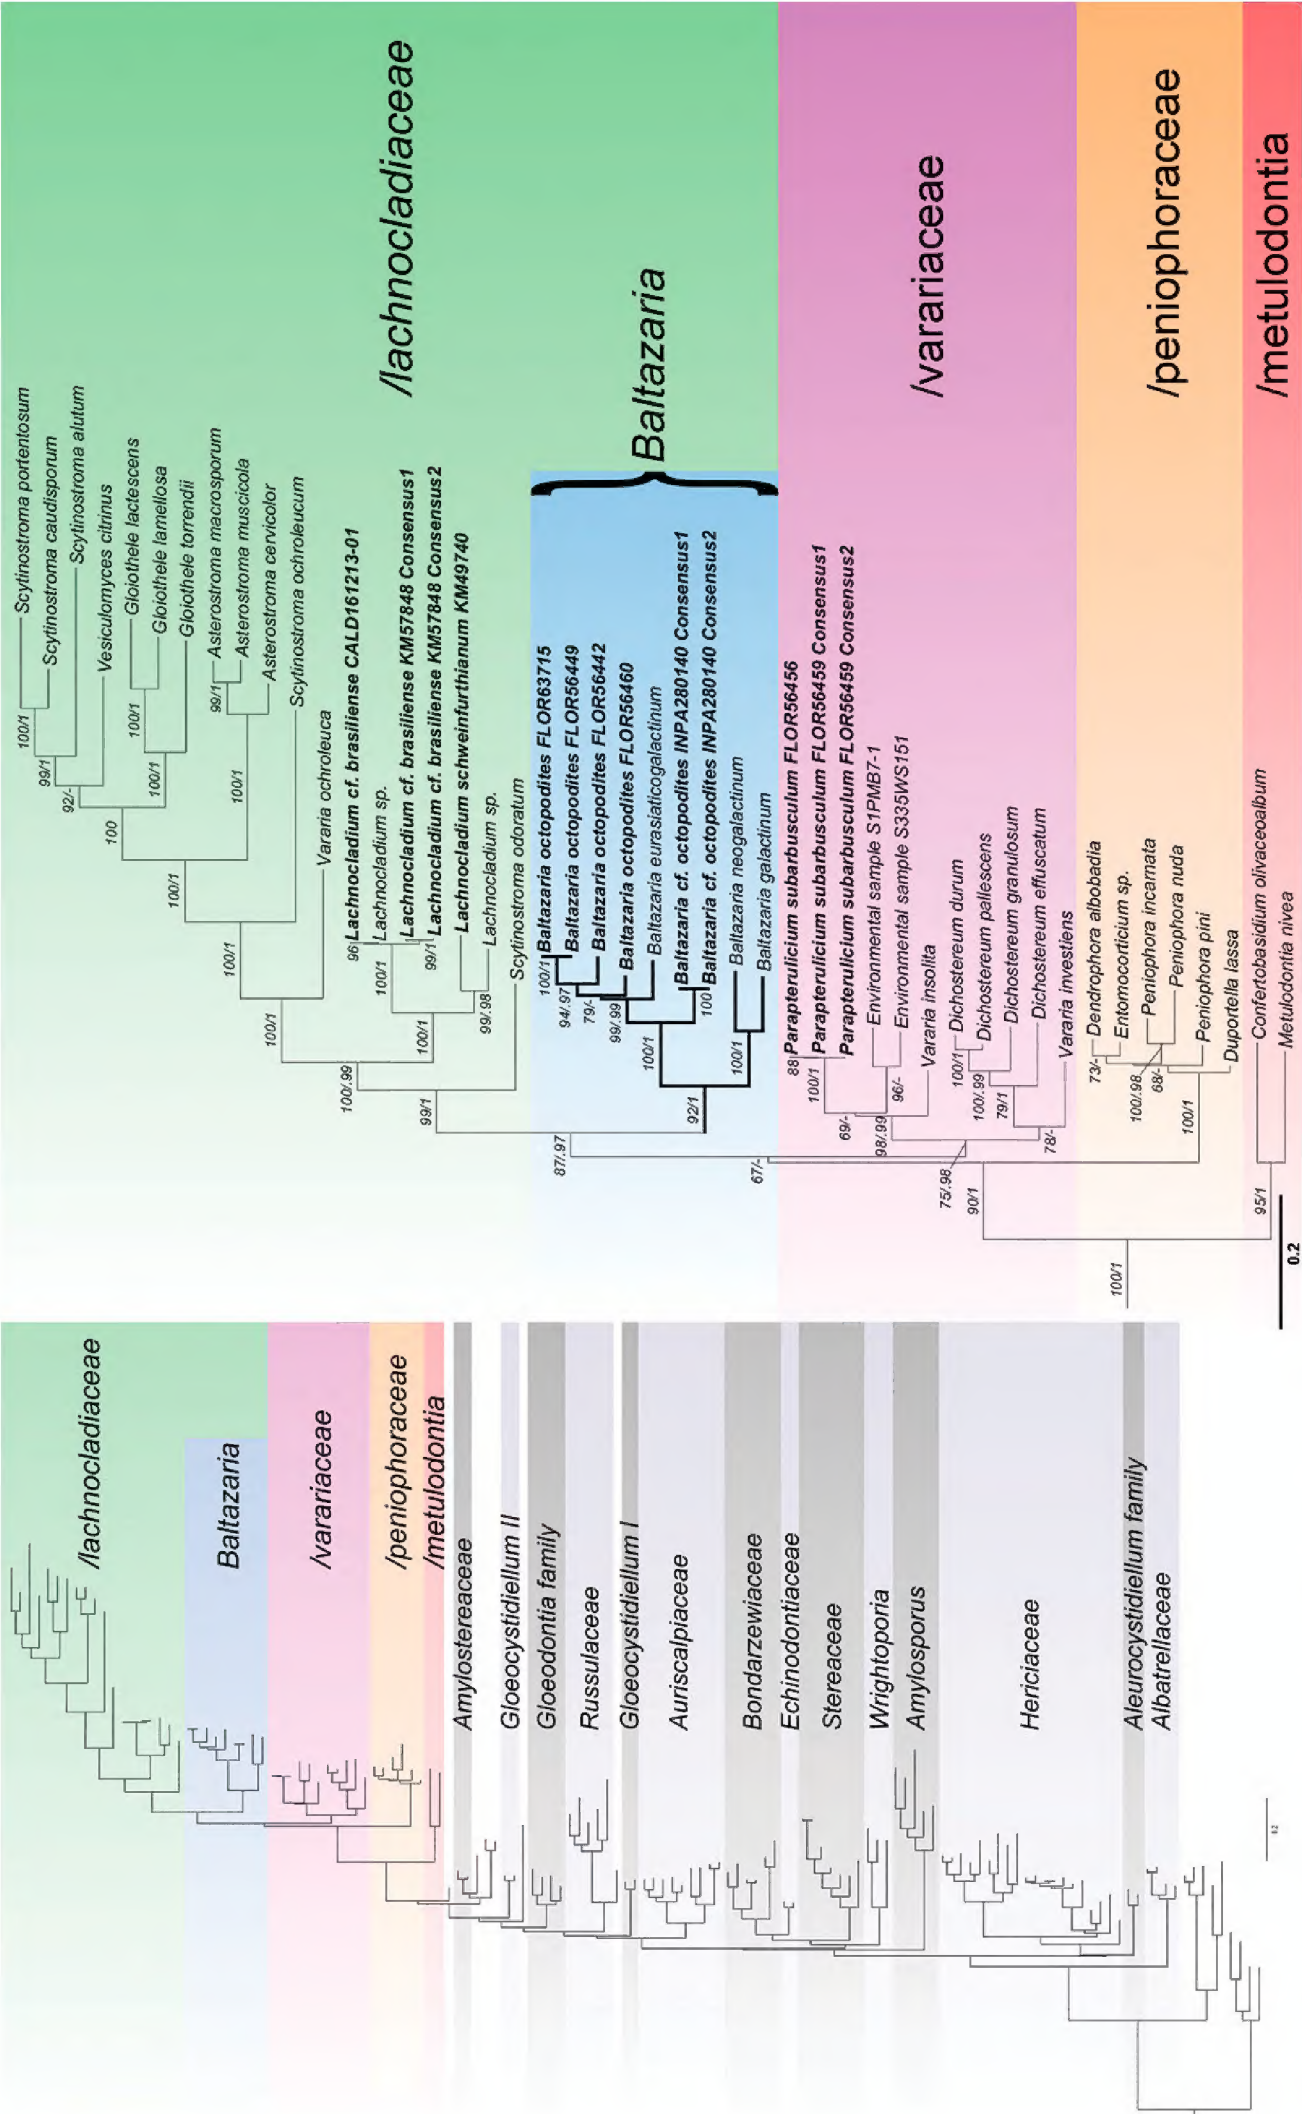 Scytinostroma portentosum
100/1
Scytinostroma caudisporum
99/1
Scytinostroma alutum
92/-
Vesiculomyces citrinus
100
Gloiothele lactescens
100/1
Gloiothele lamellosa
100/1
Gloiothele torrendii
100/1
Asterostroma macrosporum
99/1
Asterostroma muscicola
100/1
Asterostroma cervicolor
100/1
Scytinostroma ochroleucum
100/1
Vararia ochroleuca
96
Lachnocladium cf. brasiliense CALD161213-01
100/.99
Lachnocladium sp.
100/1
Lachnocladium cf. brasiliense KM57848 Consensus1
99/1
Lachnocladium cf. brasiliense KM57848 Consensus2
100/1
Lachnocladium schweinfurthianum KM49740
99/.98
Lachnocladium sp.
99/1
Scytinostroma odoratum
/lachnocladiaceae
87/.97
100/1
Baltazaria octopodites FLOR63715
94/.97
Baltazaria octopodites FLOR56449
79/-
Baltazaria octopodites FLOR56442
99/.99
Baltazaria octopodites FLOR56460
100/1
Baltazaria eurasiaticogalactinum
Baltazaria cf. octopodites INPA280140 Consensus1
100
Baltazaria cf. octopodites INPA280140 Consensus2
92/1
Baltazaria neogalactinum
100/1
Baltazaria galactinum
Baltazaria
67/-
88
Parapterulicium subarbusculum FLOR56456
100/1
Parapterulicium subarbusculum FLOR56459 Consensus1
69/-
Parapterulicium subarbusculum FLOR56459 Consensus2
98/.99
Environmental sample S1PMB7-1
96/-
Environmental sample S335WS151
Vararia insolita
75/.98
100/1
Dichostereum durum
100/.99
Dichostereum pallescens
79/1
Dichostereum granulosum
Dichostereum effuscatum
78/-
Vararia investiens
/varariaceae
90/1
73/-
Dendrophora albobadia
Entomocorticium sp.
100/.98
Peniophora incarnata
68/-
Peniophora nuda
100/1
Peniophora pini
Duportella lassa
/peniophoraceae
100/1
95/1
Confertobasidium olivaceoalbum
Metulodontia nivea
/metulodontia
0.2
/lachnocladiaceae
Baltazaria
/varariaceae
/peniophoraceae
/metulodontia
Amylostereaceae
Gloeocystidiellum II
Gloeodontia family
Russulaceae
Gloeocystidiellum I
Auriscalpiaceae
Bondarzewiaceae
Echinodontiaceae
Stereaceae
Wrightoporia
Amylosporus
Hericiaceae
Aleurocystidiellum family
Albatrellaceae
0.2